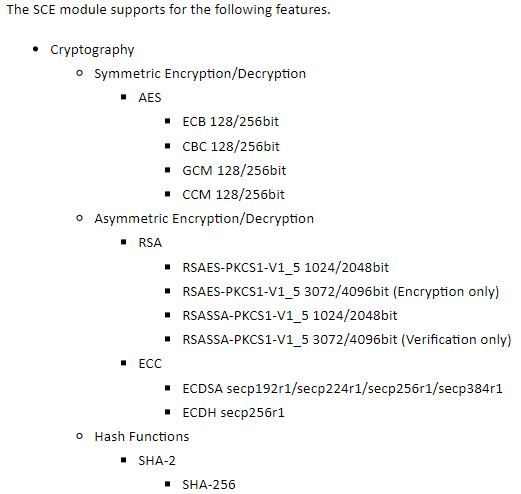 The SCE module supports for the following features.
• Cryptography
○ Symmetric Encryption/Decryption
▪ AES
▪ ECB 128/256bit
▪ CBC 128/256bit
▪ GCM 128/256bit
▪ CCM 128/256bit
○ Asymmetric Encryption/Decryption
▪ RSA
▪ RSAES-PKCS1-V1_5 1024/2048bit
▪ RSAES-PKCS1-V1_5 3072/4096bit (Encryption only)
▪ RSASSA-PKCS1-V1_5 1024/2048bit
▪ RSASSA-PKCS1-V1_5 3072/4096bit (Verification only)
▪ ECC
▪ ECDSA secp192r1/secp224r1/secp256r1/secp384r1
▪ ECDH secp256r1
○ Hash Functions
▪ SHA-2
▪ SHA-256